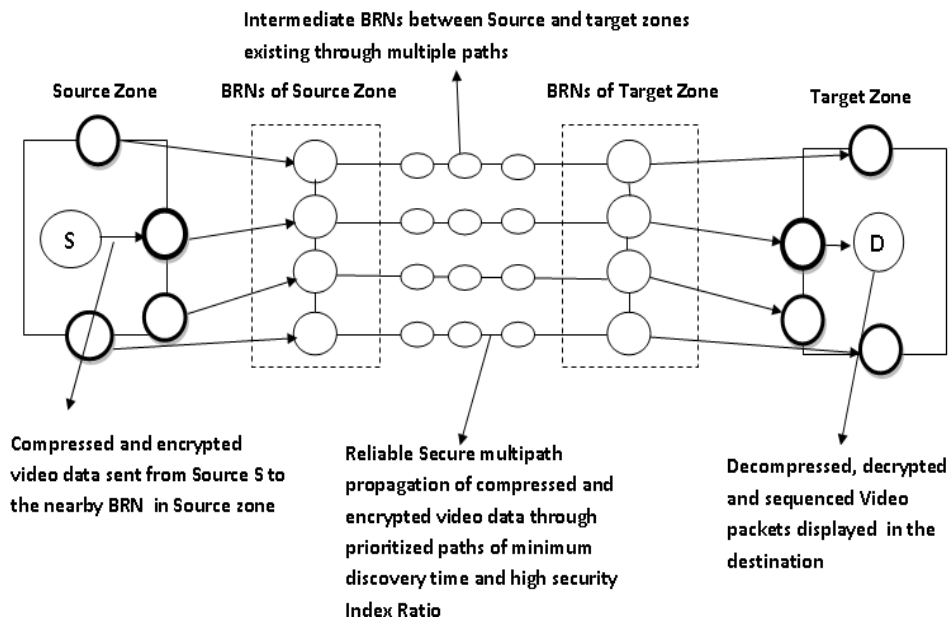 Intermediate BRNs between Source and target zones
existing through multiple paths
Source Zone
BRNs of Source Zone
BRNs of Target Zone
Target Zone
S
D
Compressed and encrypted
video data sent from Source S to
the nearby BRN in Source zone
Reliable Secure multipath
propagation of compressed and
encrypted video data through
prioritized paths of minimum
discovery time and high security
Index Ratio
Decompressed, decrypted
and sequenced Video
packets displayed in the
destination